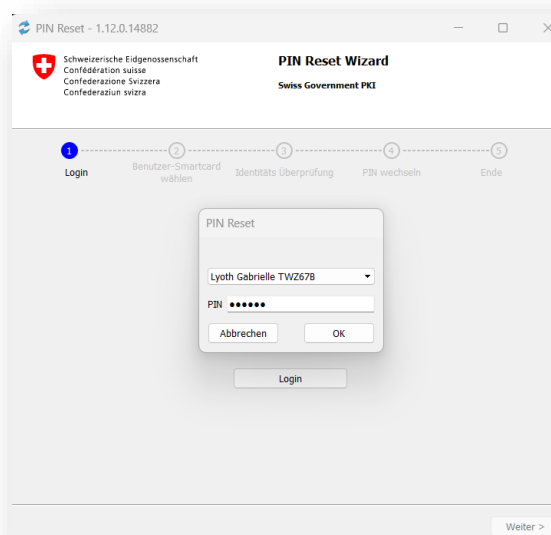 PIN Reset - 1.12.0.14882
Schweizerische Eidgenossenschaft
Confédération suisse
Confederazione Svizzera
Confederaziun svizra
PIN Reset Wizard
Swiss Government PKI
1
2
3
4
5
Login
Benutzer-Smartcard
wählen
Identitäts Überprüfung
PIN wechseln
Ende
PIN Reset
Lyoth Gabrielle TWZ67B
PIN ●●●●●●
Abbrechen
OK
Login
Weiter >